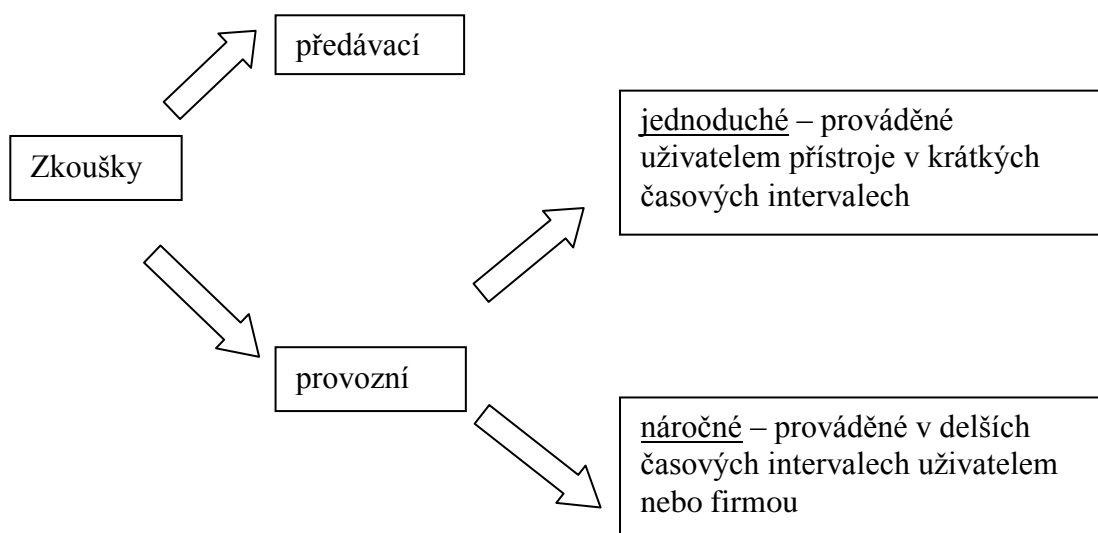 předávací
Zkoušky
jednoduché – prováděné
uživatelem přístroje v krátkých
časových intervalech
provozní
náročné – prováděné v delších
časových intervalech uživatelem
nebo firmou